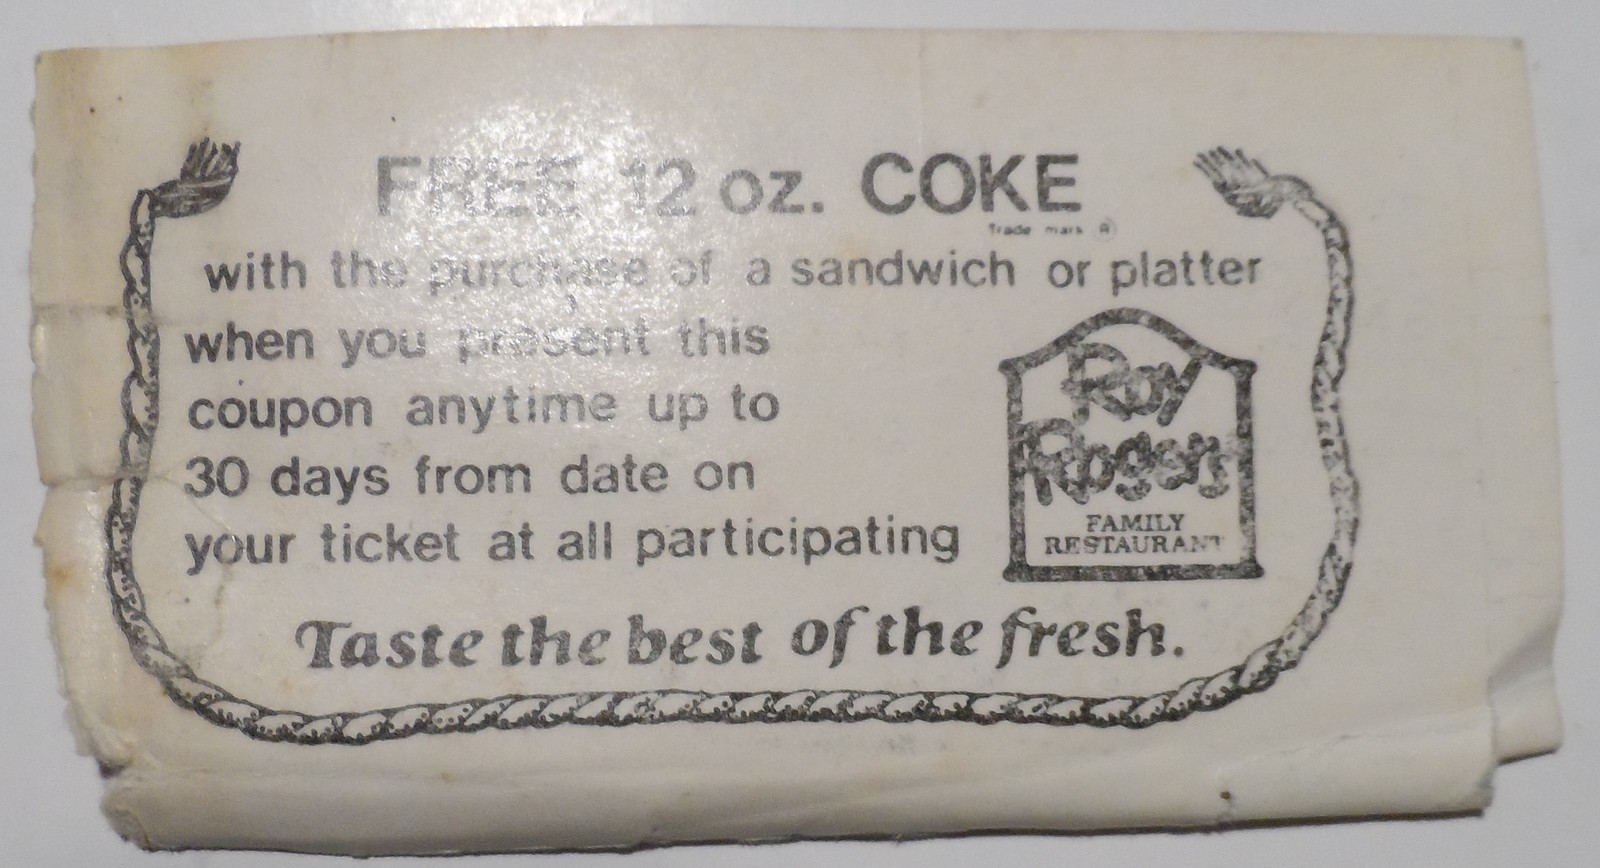 FREE 12 oz. COKE
Trade mark ®
with the purchase of a sandwich or platter
when you present this
coupon anytime up to
30 days from date on
your ticket at all participating
Roy
Rogers
FAMILY
RESTAURANT
Taste the best of the fresh.